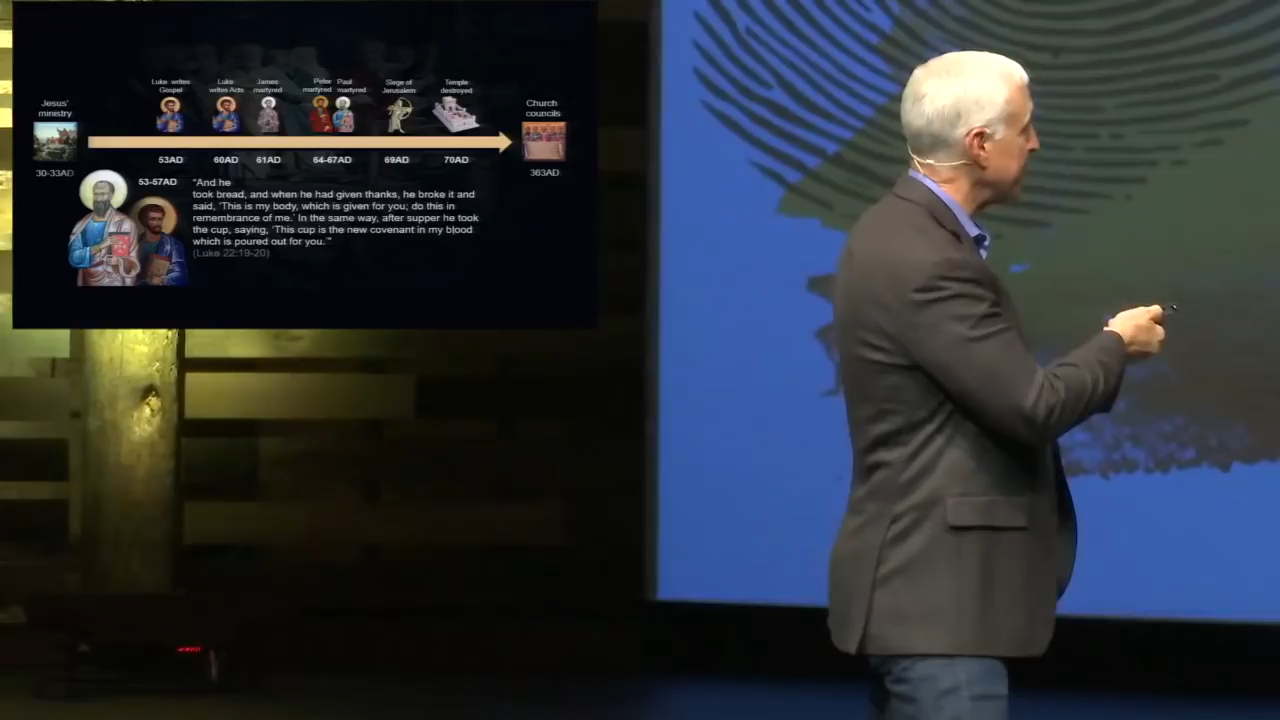 Luke writes
Gospel
Luke
writes Acts
James
martyred
Peter
martyred
Paul
martyred
Siege of
Jerusalem
Temple
destroyed
Jesus'
ministry
Church
councils
53AD
60AD
61AD
64-67AD
69AD
70AD
30-33AD
363AD
53-57AD
“And he
took bread, and when he had given thanks, he broke it and
said, ‘This is my body, which is given for you; do this in
remembrance of me.’ In the same way, after supper he took
the cup, saying, ‘This cup is the new covenant in my blood
which is poured out for you.’”
(Luke 22:19-20)